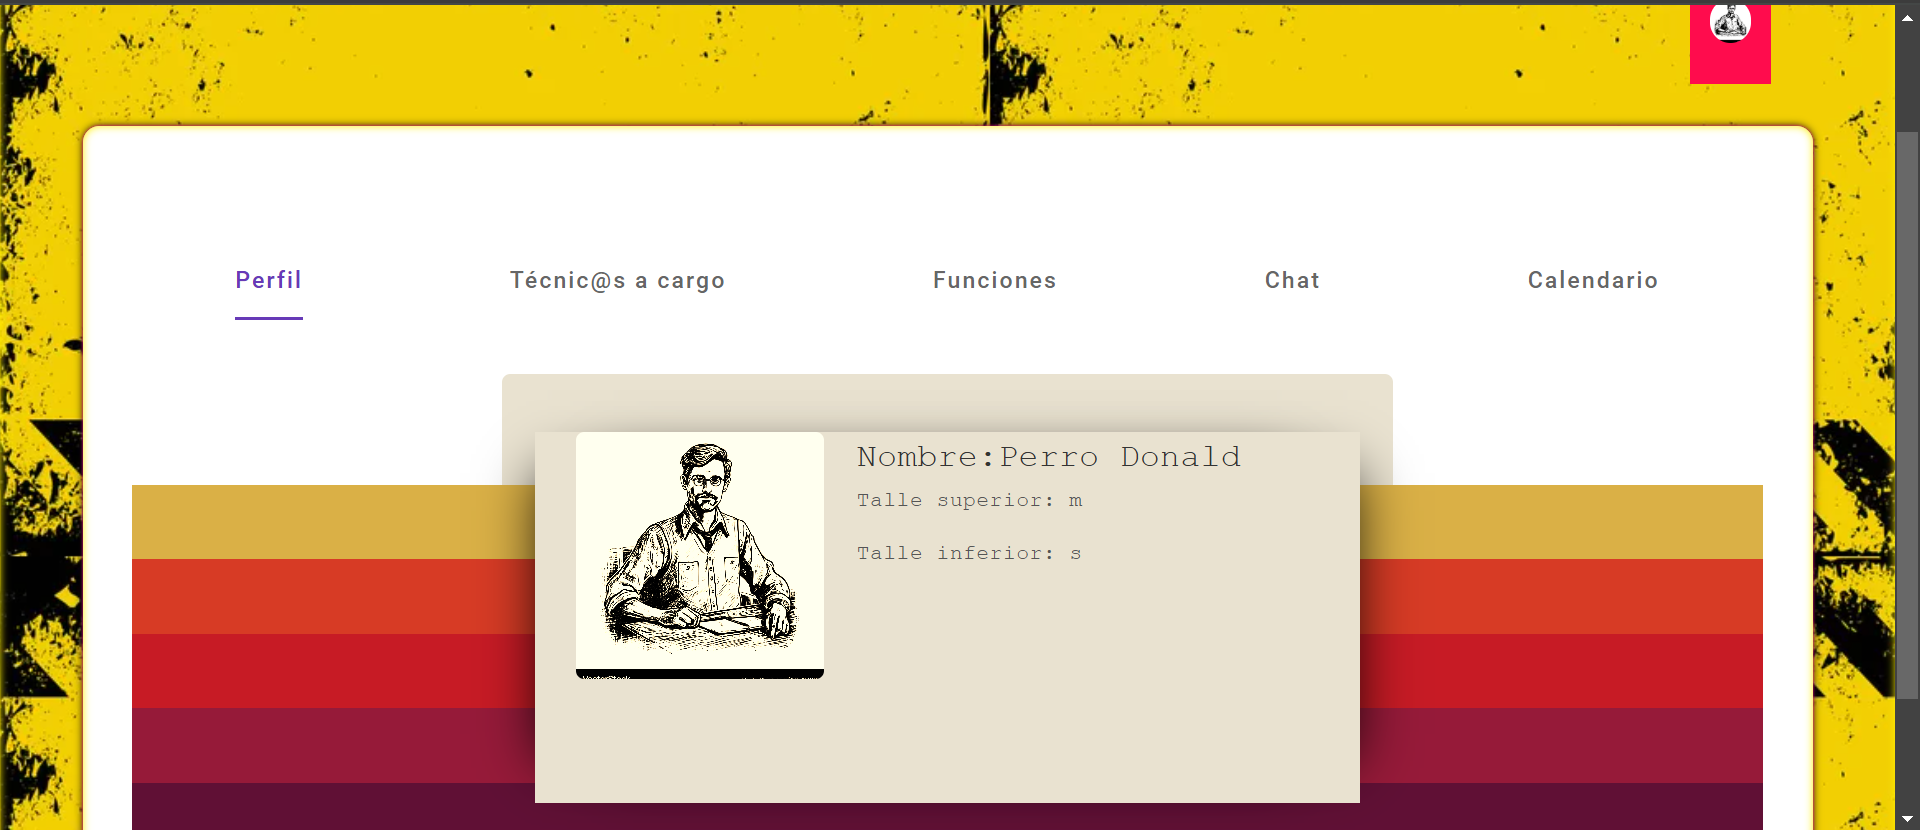 Perfil
Técnic@s a cargo
Funciones
Chat
Calendario
Nombre:Perro Donald
Talle superior: m
Talle inferior: s